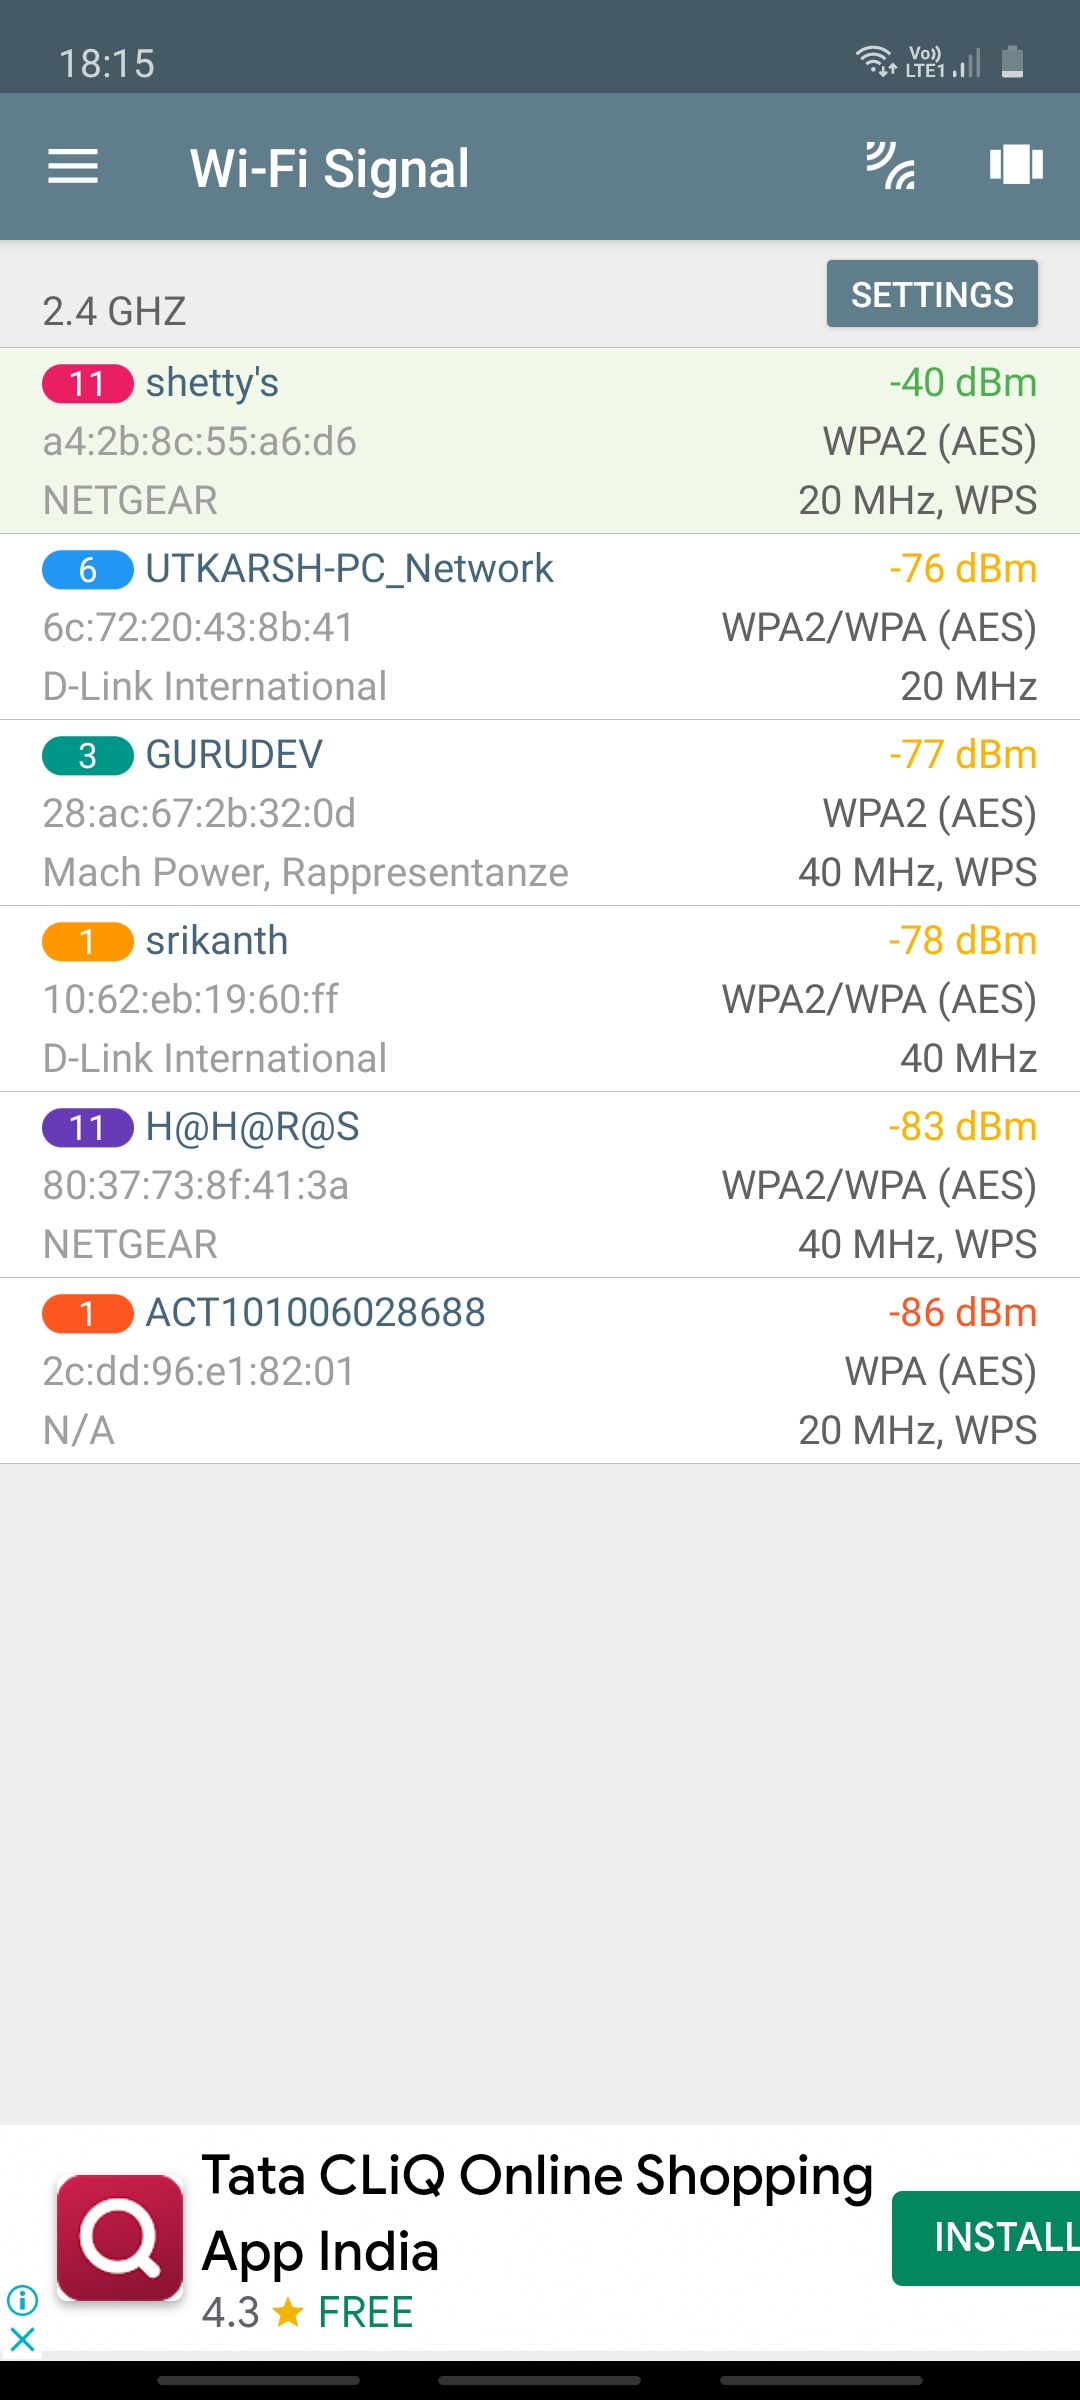 18:15
Vo))
LTE1
Wi-Fi Signal
2.4 GHZ
SETTINGS
11 shetty's -40 dBm
a4:2b:8c:55:a6:d6 WPA2 (AES)
NETGEAR 20 MHz, WPS
6 UTKARSH-PC_Network -76 dBm
6c:72:20:43:8b:41 WPA2/WPA (AES)
D-Link International 20 MHz
3 GURUDEV -77 dBm
28:ac:67:2b:32:0d WPA2 (AES)
Mach Power, Rappresentanze 40 MHz, WPS
1 srikanth -78 dBm
10:62:eb:19:60:ff WPA2/WPA (AES)
D-Link International 40 MHz
11 H@H@R@S -83 dBm
80:37:73:8f:41:3a WPA2/WPA (AES)
NETGEAR 40 MHz, WPS
1 ACT101006028688 -86 dBm
2c:dd:96:e1:82:01 WPA (AES)
N/A 20 MHz, WPS
Tata CLiQ Online Shopping
App India
4.3 ★ FREE
INSTALL